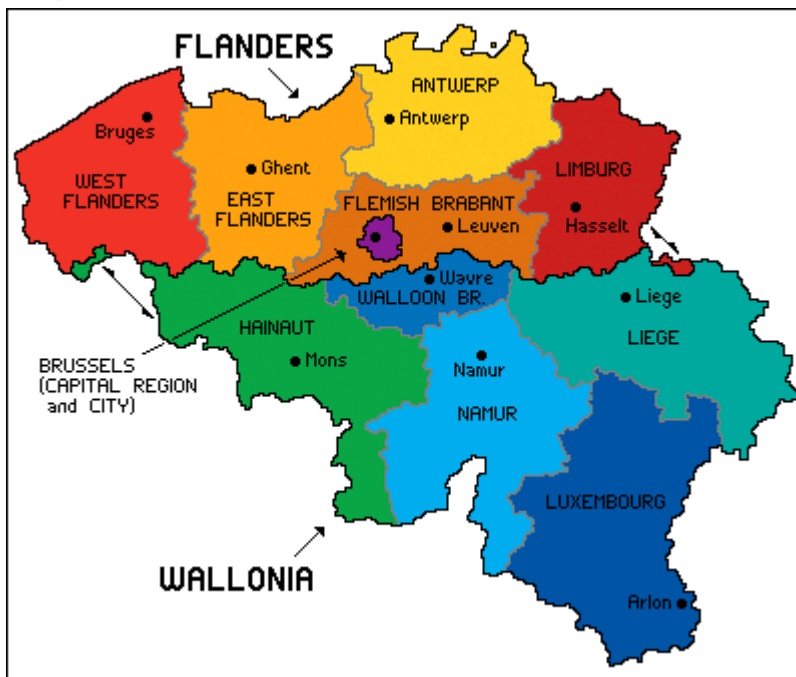 FLANDERS
ANTWERP
Antwerp
Bruges
Ghent
LIMBURG
WEST
FLANDERS
EAST
FLANDERS
FLEMISH BRABANT
Leuven
Hasselt
Wavre
WALLOON BR.
Liege
HAINAUT
LIEGE
Mons
BRUSSELS
(CAPITAL REGION
and CITY)
Namur
NAMUR
LUXEMBOURG
WALLONIA
Arlon